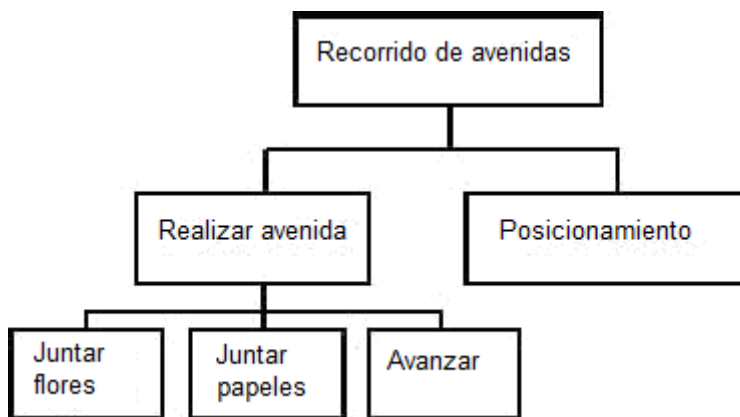 Recorrido de avenidas
Realizar avenida
Posicionamiento
Juntar
flores
Juntar
papeles
Avanzar